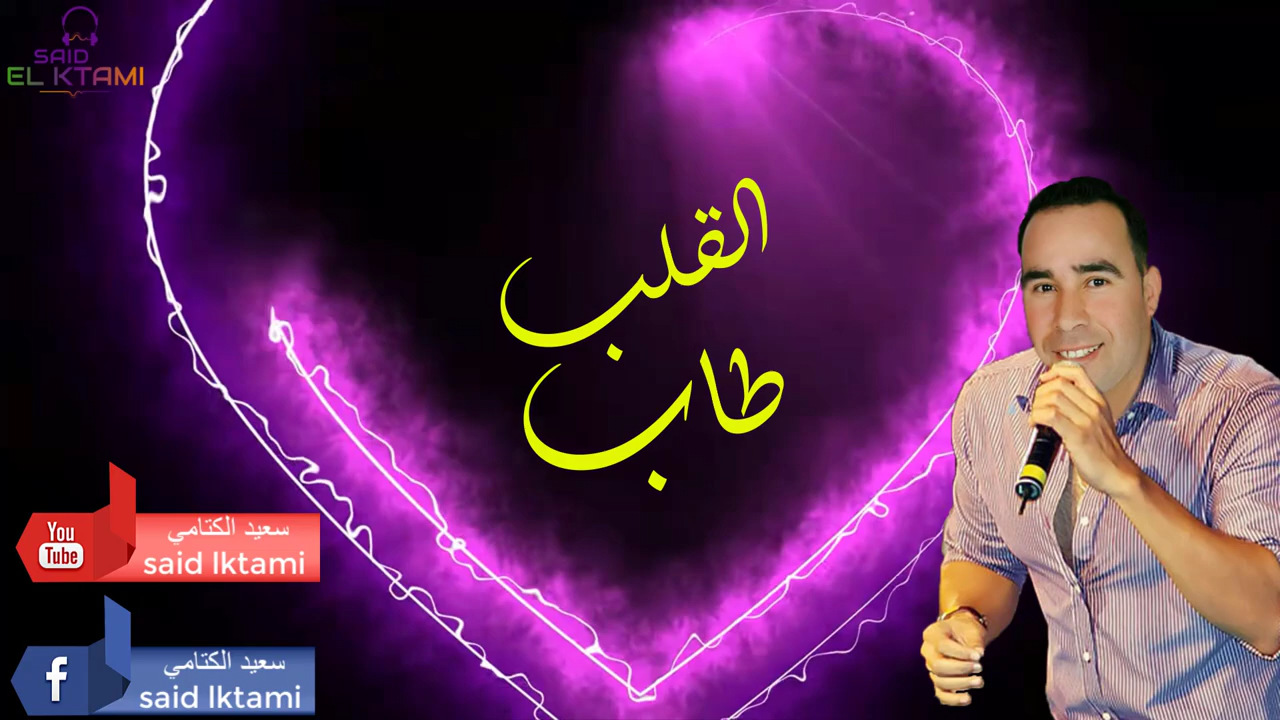 SAID
EL KTAMI
القلب
طاب
You
Tube
سعيد الكتامي
said lktami
f
سعيد الكتامي
said lktami